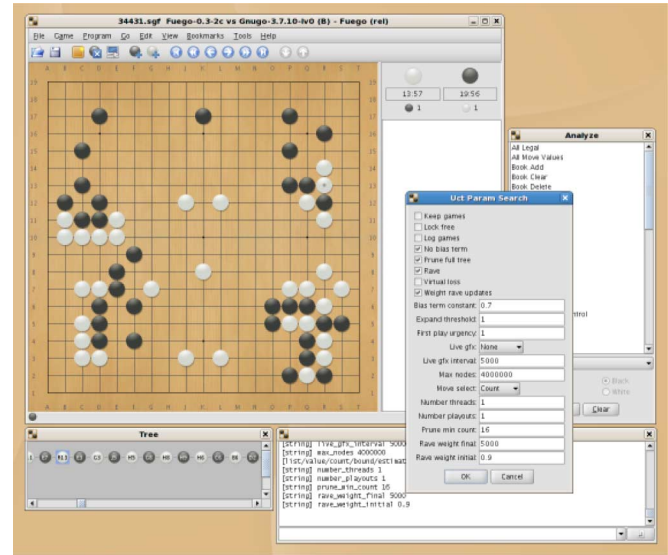 34431.sgf Fuego-0.3-2c vs Gnugo-3.7.10-lv0 (B) - Fuego (rel)
File Game Program Go Edit View Bookmarks Tools Help
A B C D E F G H J K L M N O P Q R S T
13:57 19:56
1 1
Analyze
All Legal
All Move Values
Book Add
Book Clear
Book Delete
Uct Param Search
Keep games
Lock free
Log games
No bias term
Prune full tree
Rave
Virtual loss
Weight rave updates
Bias term constant: 0.7
Expand threshold: 1
First play urgency: 1
Live gfx: None
Live gfx interval: 5000
Max nodes: 4000000
Move select: Count
Number threads: 1
Number playouts: 1
Prune min count: 16
Rave weight final: 5000
Rave weight initial: 0.9
OK Cancel
ntrol
Black
White
Clear
Tree
[string] live_gfx_interval 5000
[string] max_nodes 4000000
[list/value/count/bound/estimat
[string] number_threads 1
[string] number_playouts 1
[string] prune_min_count 16
[string] rave_weight_final 5000
[string] rave_weight_initial 0.9